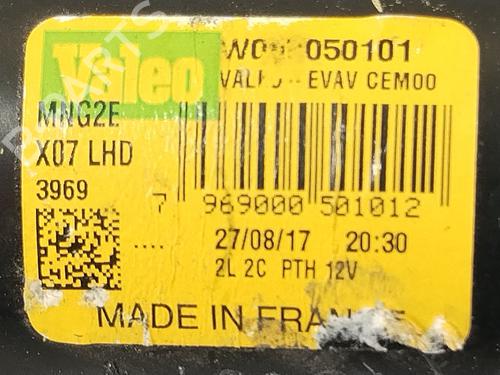 Valeo
050101
EVAV CEM00
MNG2E
X07 LHD
3969
7 969000 501012
27/08/17 20:30
2L 2C PTH 12V
MADE IN